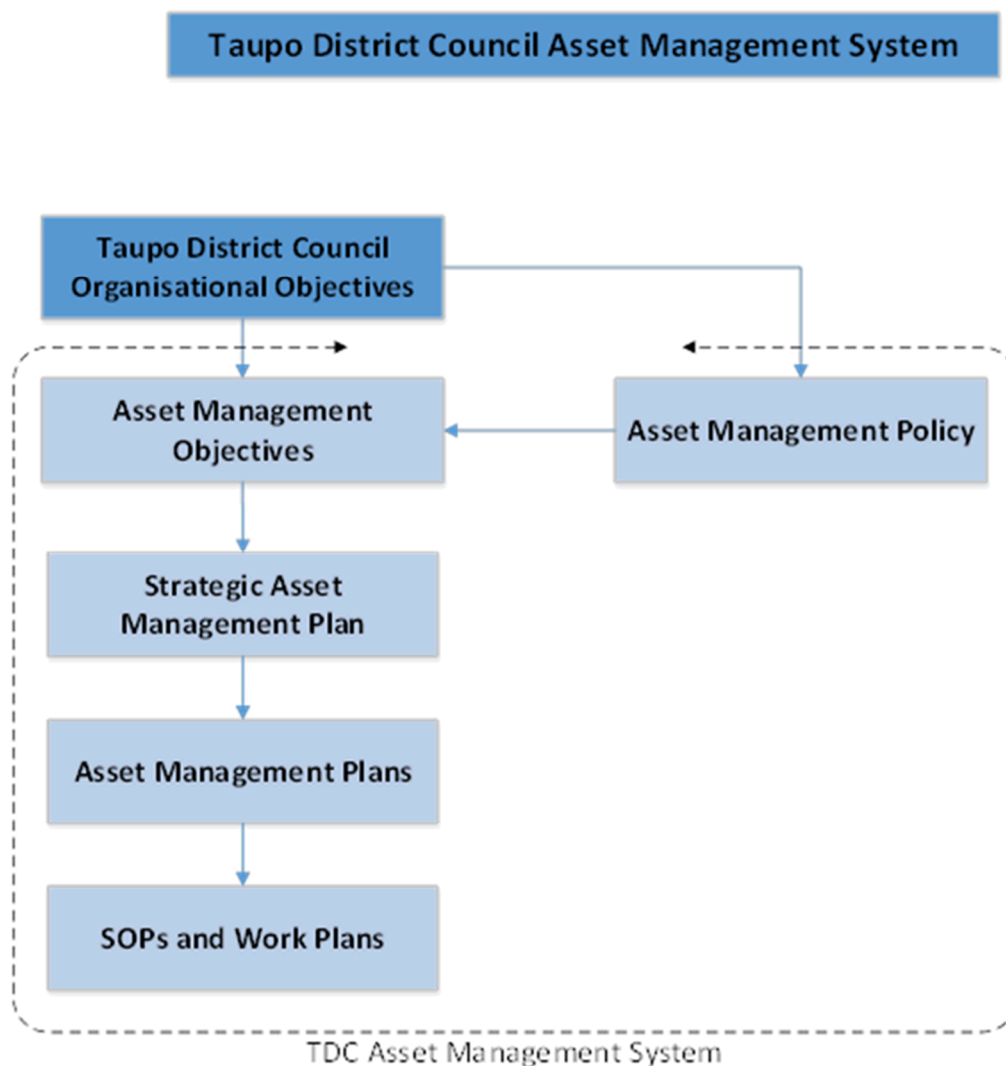 Taupo District Council Asset Management System
Taupo District Council
Organisational Objectives
Asset Management
Objectives
Asset Management Policy
Strategic Asset
Management Plan
Asset Management Plans
SOPs and Work Plans
TDC Asset Management System